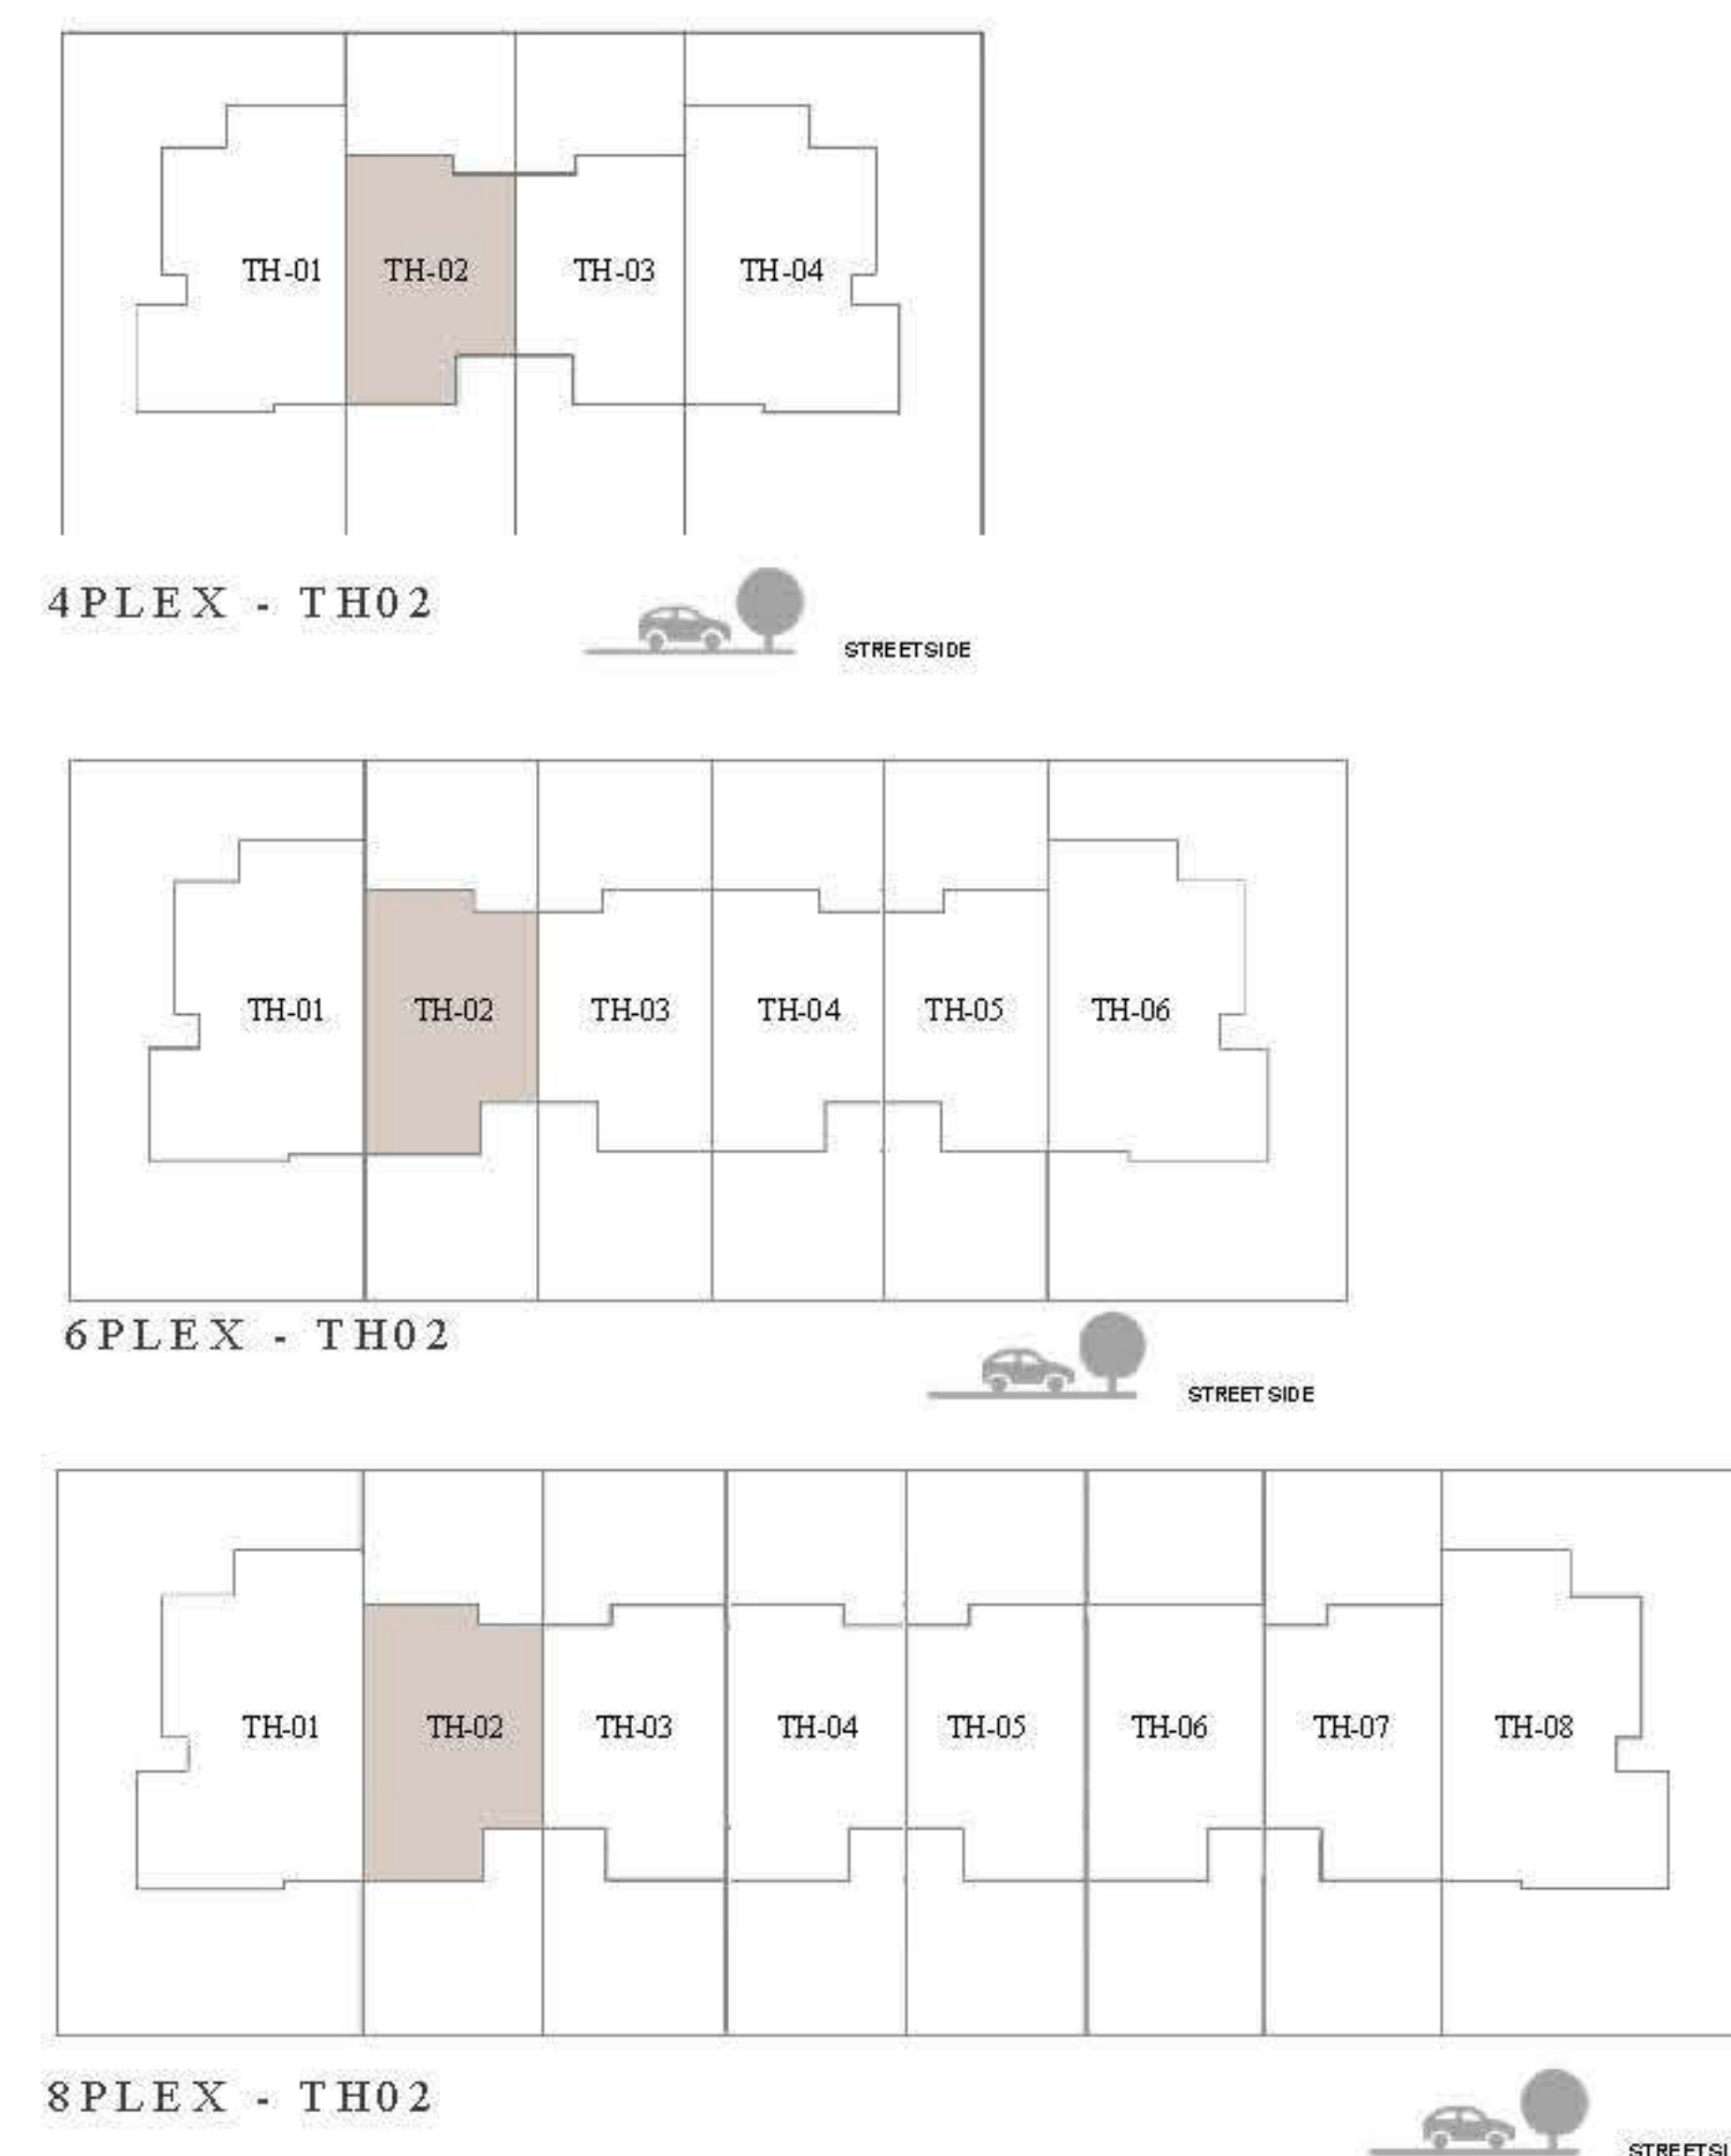 TH-01 TH-02 TH-03 TH-04
4PLEX - TH02
STREETSIDE
TH-01 TH-02 TH-03 TH-04 TH-05 TH-06
6PLEX - TH02
STREET SIDE
TH-01 TH-02 TH-03 TH-04 TH-05 TH-06 TH-07 TH-08
8PLEX - TH02